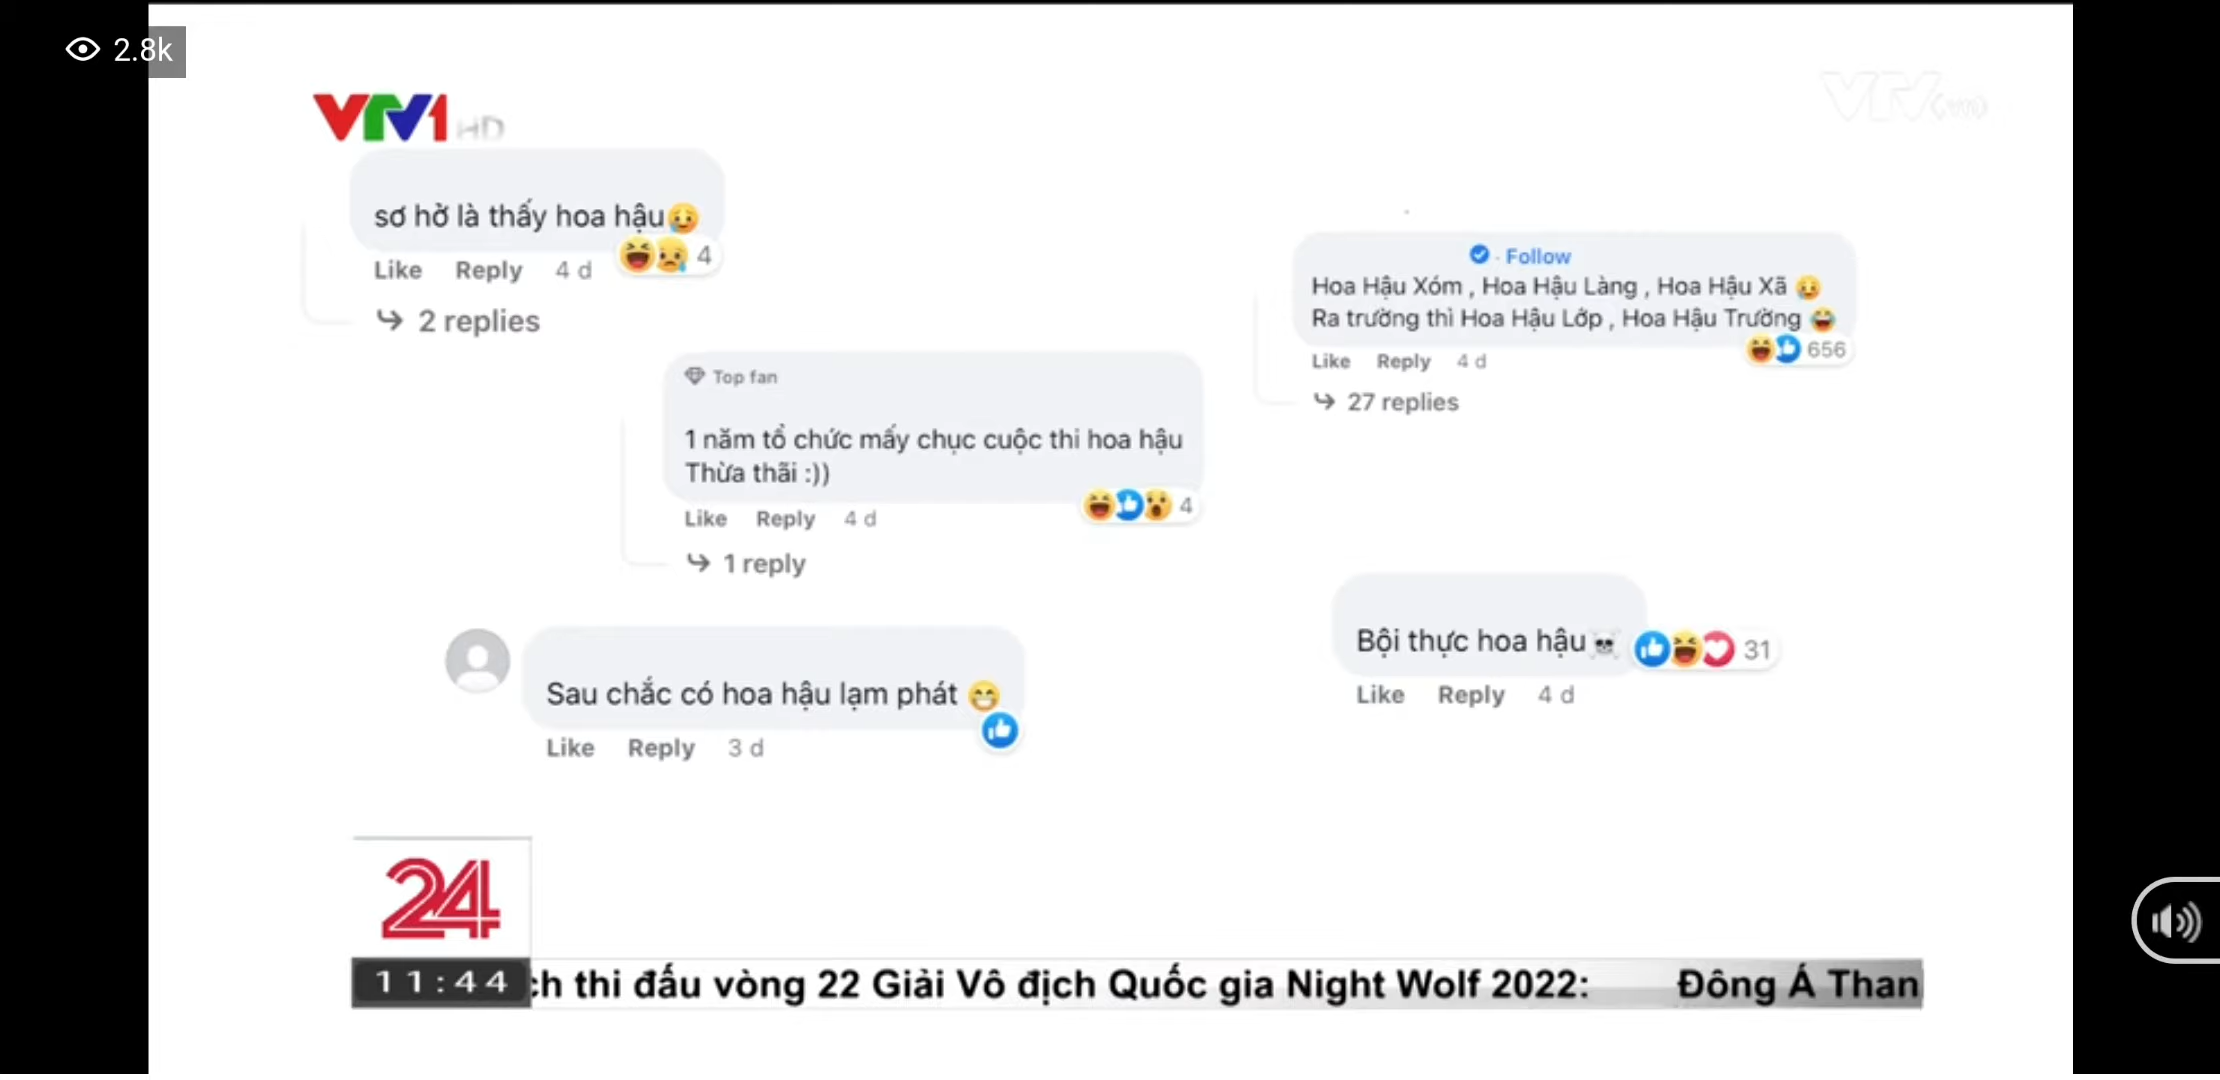 2.8k
VTV1 HD
VTV(.vn)
sơ hở là thấy hoa hậu🥲
4
Like Reply 4 d
2 replies
Follow
Hoa Hậu Xóm , Hoa Hậu Làng , Hoa Hậu Xã 🥲
Ra trường thì Hoa Hậu Lớp , Hoa Hậu Trường 😂
656
Like Reply 4 d
27 replies
Top fan
1 năm tổ chức mấy chục cuộc thi hoa hậu
Thừa thãi :))
4
Like Reply 4 d
1 reply
Sau chắc có hoa hậu lạm phát 😁
Like Reply 3 d
Bội thực hoa hậu☠️
31
Like Reply 4 d
24
11:44
ch thi đấu vòng 22 Giải Vô địch Quốc gia Night Wolf 2022: Đông Á Than